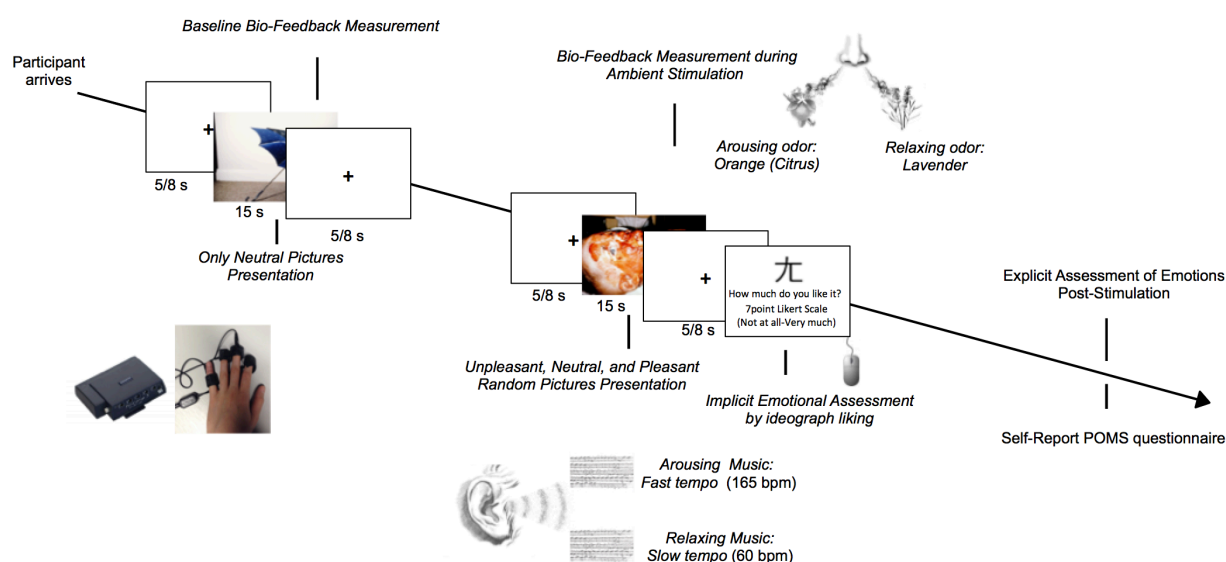 Baseline Bio-Feedback Measurement
Participant
arrives
+
5/8 s
15 s
+
5/8 s
Only Neutral Pictures
Presentation
Bio-Feedback Measurement during
Ambient Stimulation
Arousing odor:
Orange (Citrus)
Relaxing odor:
Lavender
+
5/8 s
15 s
+
5/8 s
尢
How much do you like it?
7point Likert Scale
(Not at all-Very much)
Unpleasant, Neutral, and Pleasant
Random Pictures Presentation
Implicit Emotional Assessment
by ideograph liking
Explicit Assessment of Emotions
Post-Stimulation
Self-Report POMS questionnaire
Arousing Music:
Fast tempo (165 bpm)
Relaxing Music:
Slow tempo (60 bpm)